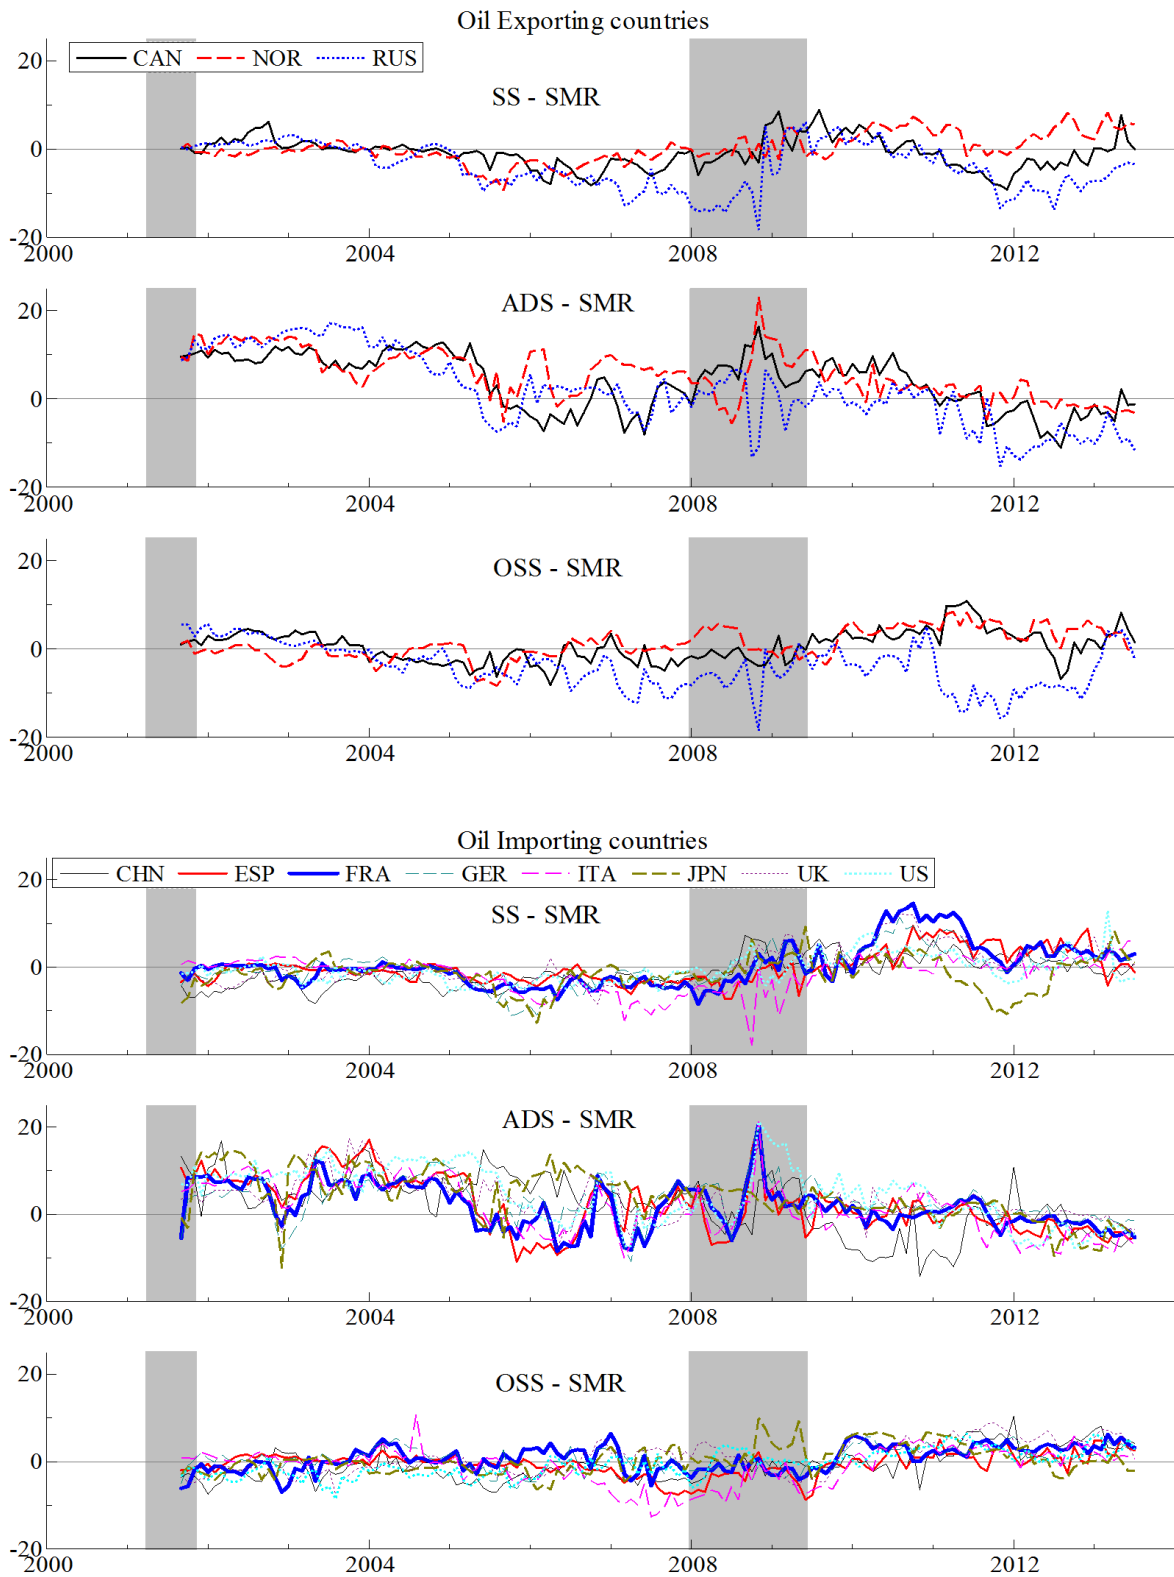 Oil Exporting countries
20
CAN NOR RUS
SS - SMR
0
-20
2000 2004 2008 2012
20
ADS - SMR
0
-20
2000 2004 2008 2012
20
OSS - SMR
0
-20
2000 2004 2008 2012
Oil Importing countries
CHN ESP FRA GER ITA JPN UK US
20
SS - SMR
0
-20
2000 2004 2008 2012
20
ADS - SMR
0
-20
2000 2004 2008 2012
20
OSS - SMR
0
-20
2000 2004 2008 2012